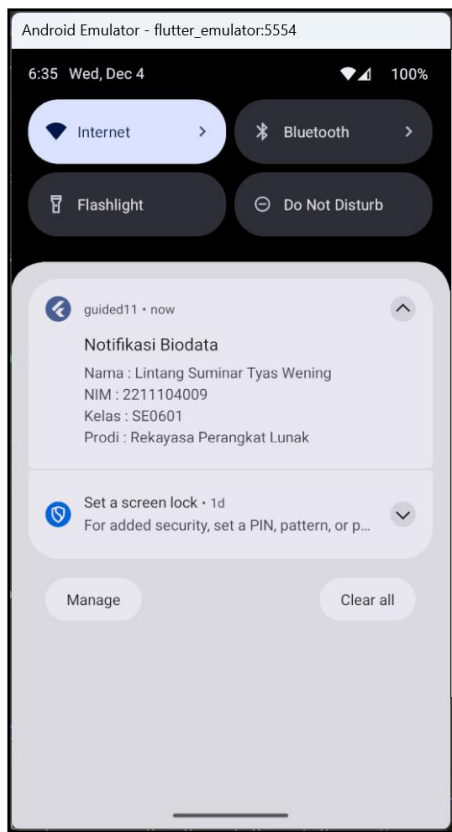 Android Emulator - flutter_emulator:5554
6:35 Wed, Dec 4 100%
Internet Bluetooth
Flashlight Do Not Disturb
guided11 • now
Notifikasi Biodata
Nama : Lintang Suminar Tyas Wening
NIM : 2211104009
Kelas : SE0601
Prodi : Rekayasa Perangkat Lunak
Set a screen lock • 1d
For added security, set a PIN, pattern, or p...
Manage Clear all